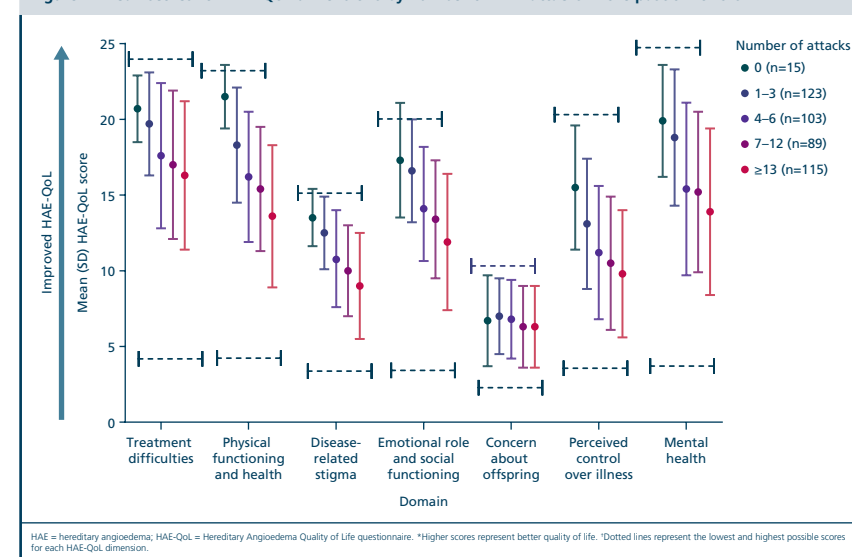 25
20
15
10
5
0
Improved HAE-QoL
Mean (SD) HAE-QoL score
Number of attacks
0 (n=15)
1–3 (n=123)
4–6 (n=103)
7–12 (n=89)
≥13 (n=115)
Treatment
difficulties
Physical
functioning
and health
Disease-
related
stigma
Emotional role
and social
functioning
Concern
about
offspring
Perceived
control
over illness
Mental
health
Domain
HAE = hereditary angioedema; HAE-QoL = Hereditary Angioedema Quality of Life questionnaire. *Higher scores represent better quality of life. †Dotted lines represent the lowest and highest possible scores
for each HAE-QoL dimension.